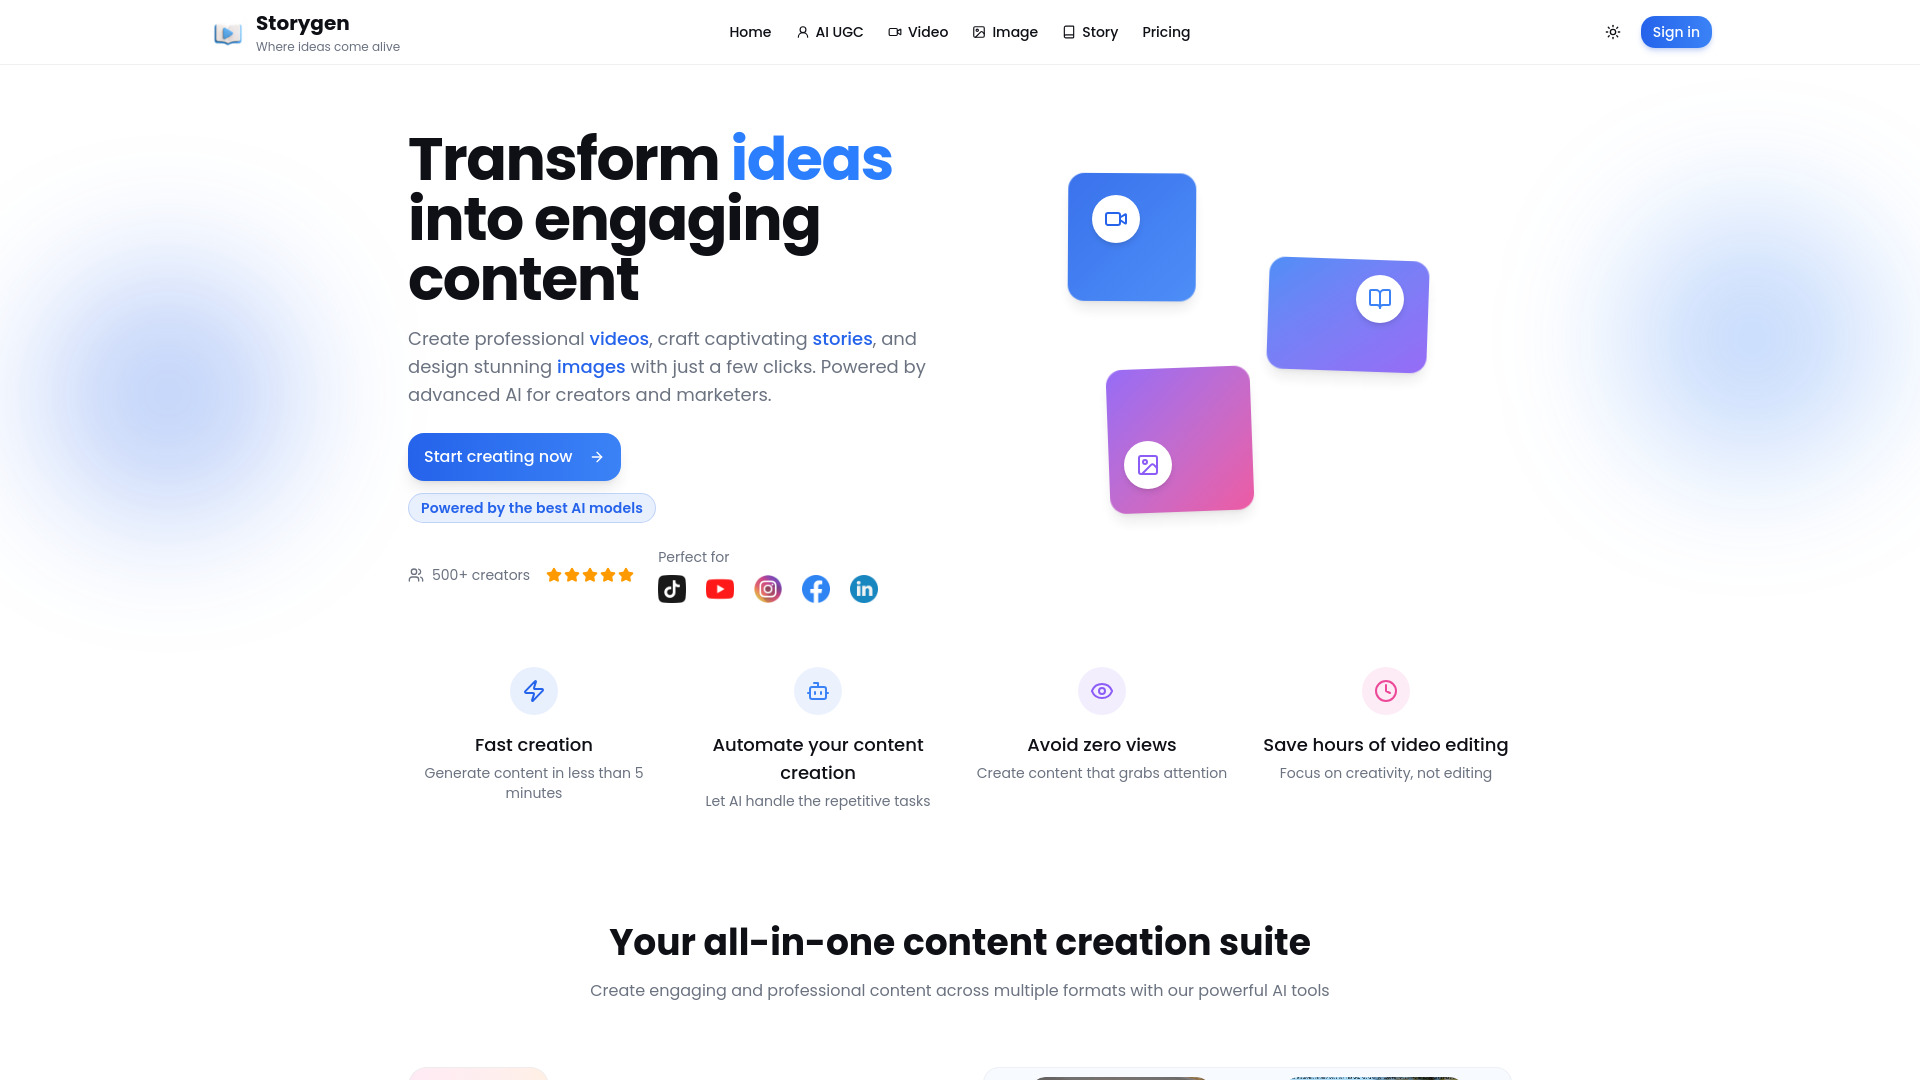 Storygen
Where ideas come alive
Home
AI UGC
Video
Image
Story
Pricing
Sign in
Transform ideas
into engaging
content
Create professional videos, craft captivating stories, and
design stunning images with just a few clicks. Powered by
advanced AI for creators and marketers.
Start creating now
Powered by the best AI models
500+ creators
Perfect for
Fast creation
Generate content in less than 5
minutes
Automate your content
creation
Let AI handle the repetitive tasks
Avoid zero views
Create content that grabs attention
Save hours of video editing
Focus on creativity, not editing
Your all-in-one content creation suite
Create engaging and professional content across multiple formats with our powerful AI tools